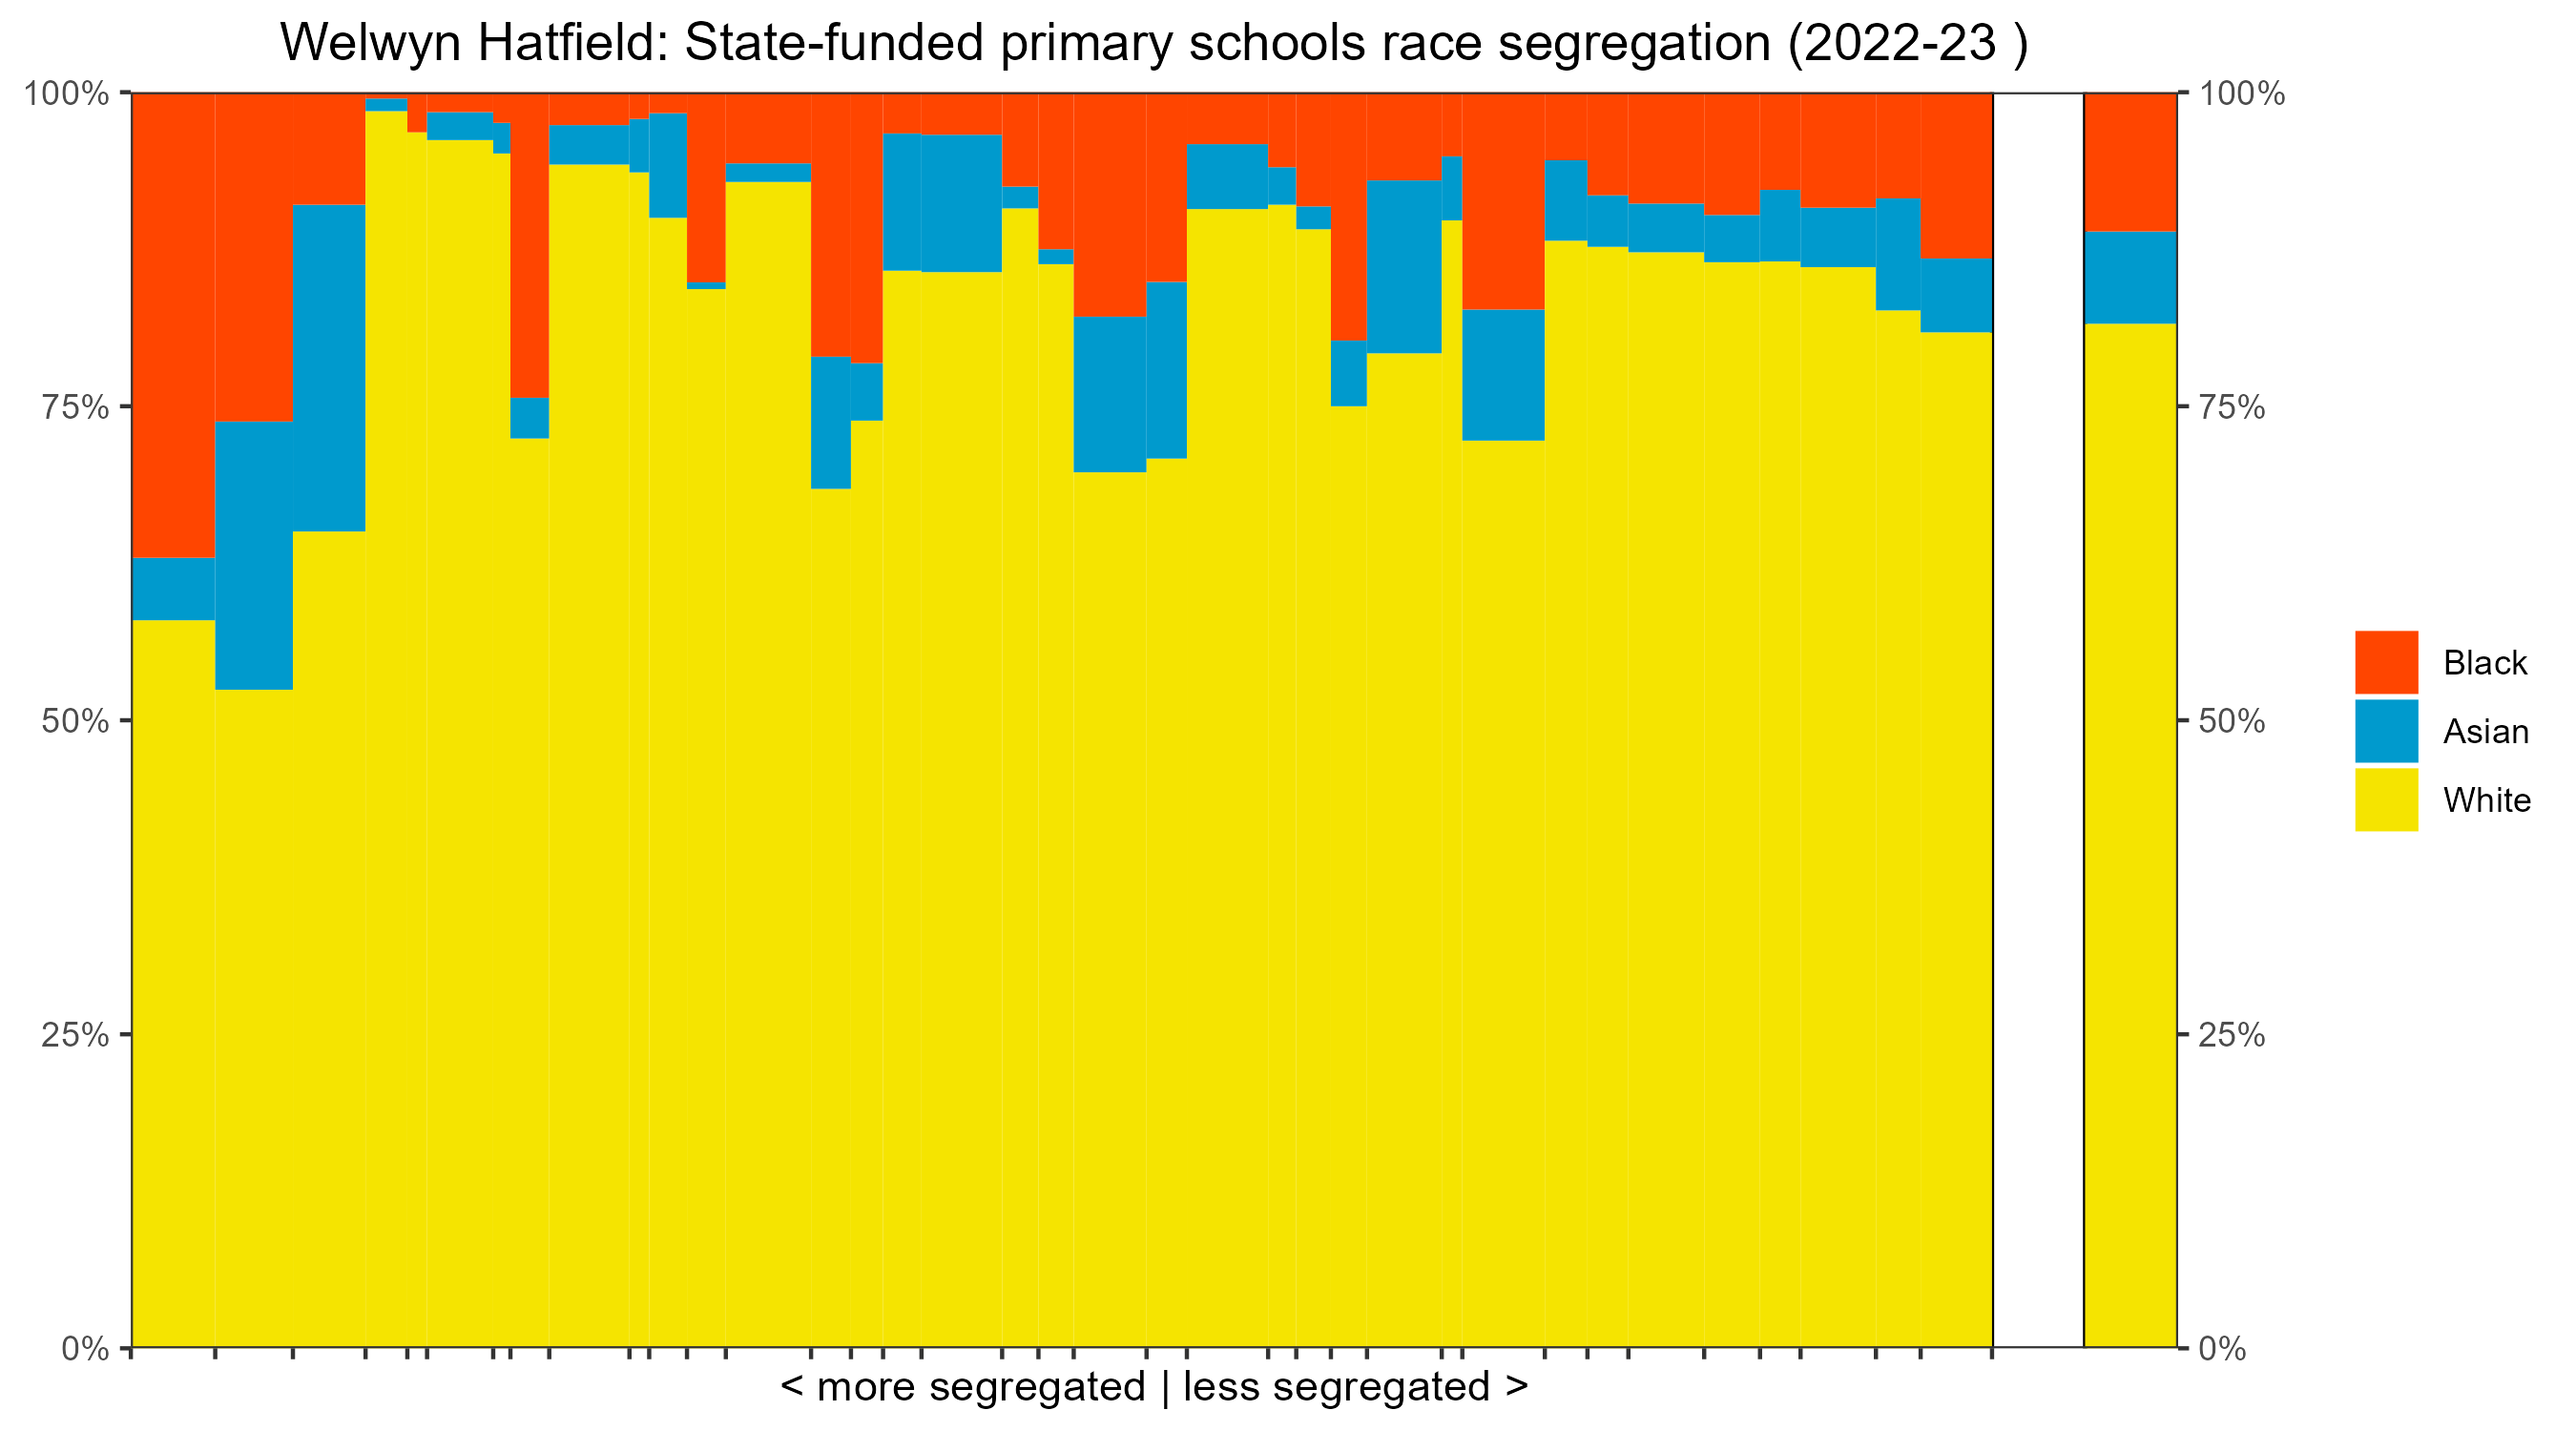 Welwyn Hatfield: State-funded primary schools race segregation (2022-23 )
100%
75%
50%
25%
0%
100%
75%
50%
25%
0%
Black
Asian
White
< more segregated | less segregated >